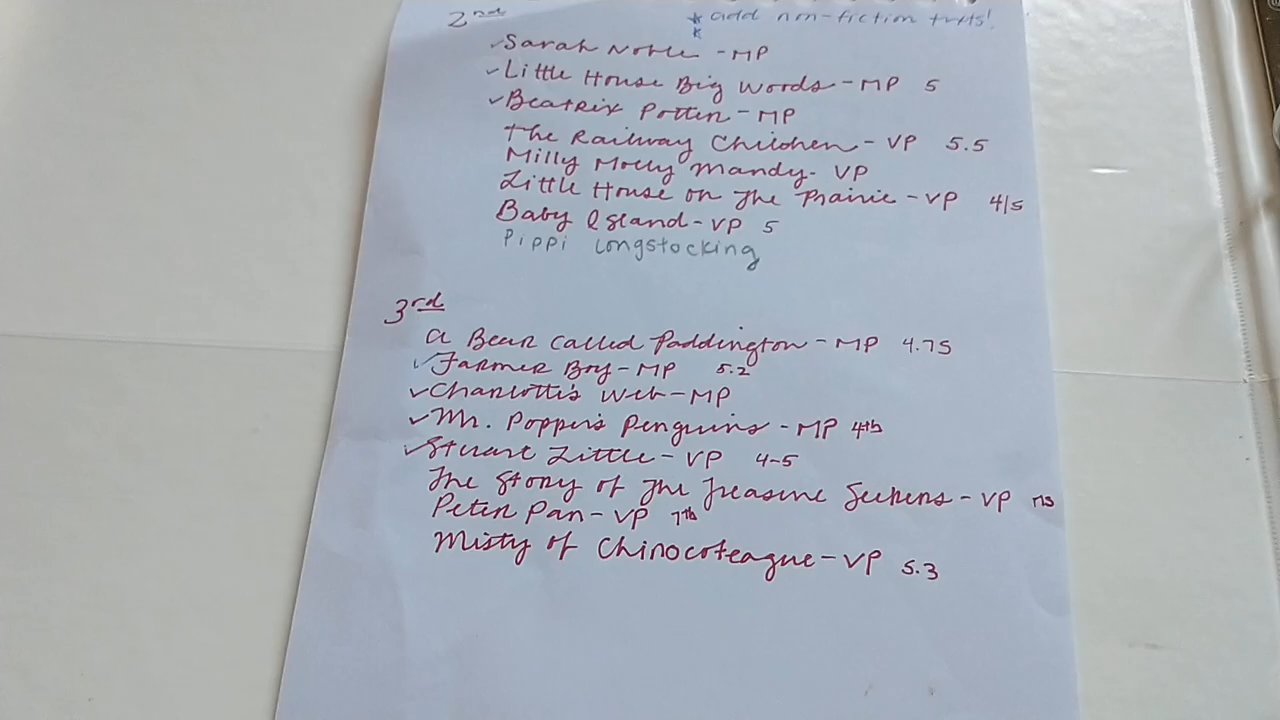 2nd
* add non-fiction texts!
*
✓Sarah Noble - MP
✓Little House Big Woods - MP 5
✓Beatrix Potter - MP
The Railway Children - VP 5.5
Milly Molly Mandy - VP
Little House on The Prairie - VP 4/5
Baby Island - VP 5
Pippi Longstocking
3rd
A Bear Called Paddington - MP 4.75
✓Farmer Boy - MP 5.2
✓Charlotte's Web - MP
✓Mr. Popper's Penguins - MP 4th
✓Stuart Little - VP 4-5
The Story of The Treasure Seekers - VP
Peter Pan - VP 7th
Misty of Chinocoteague - VP 5.3